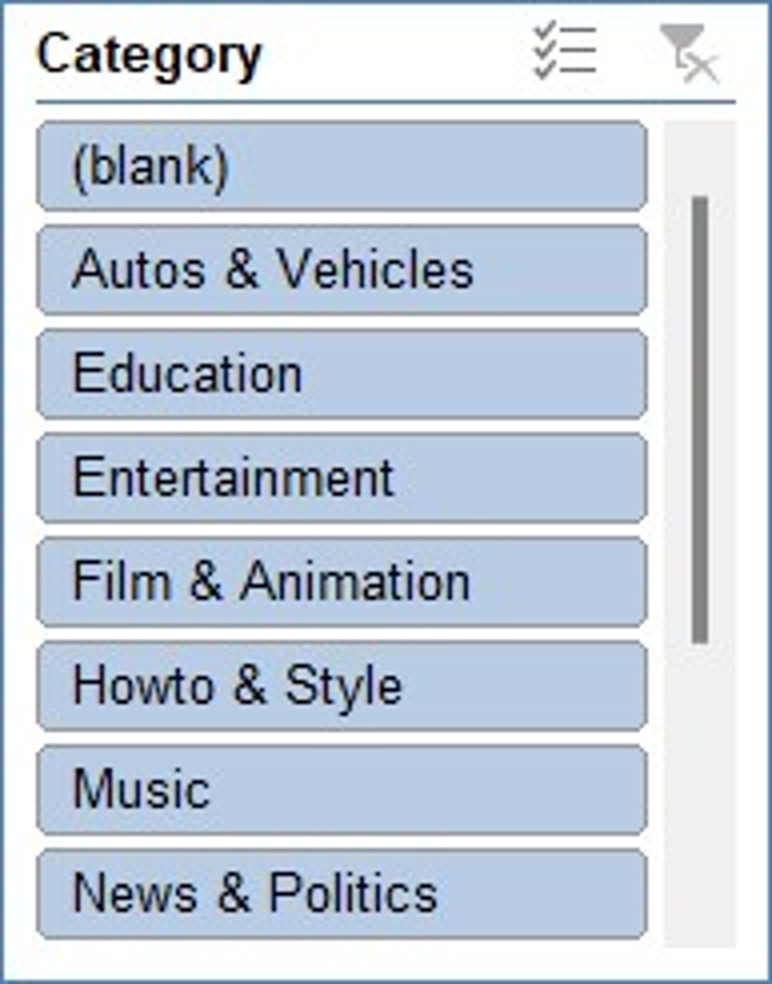 Category
(blank)
Autos & Vehicles
Education
Entertainment
Film & Animation
Howto & Style
Music
News & Politics